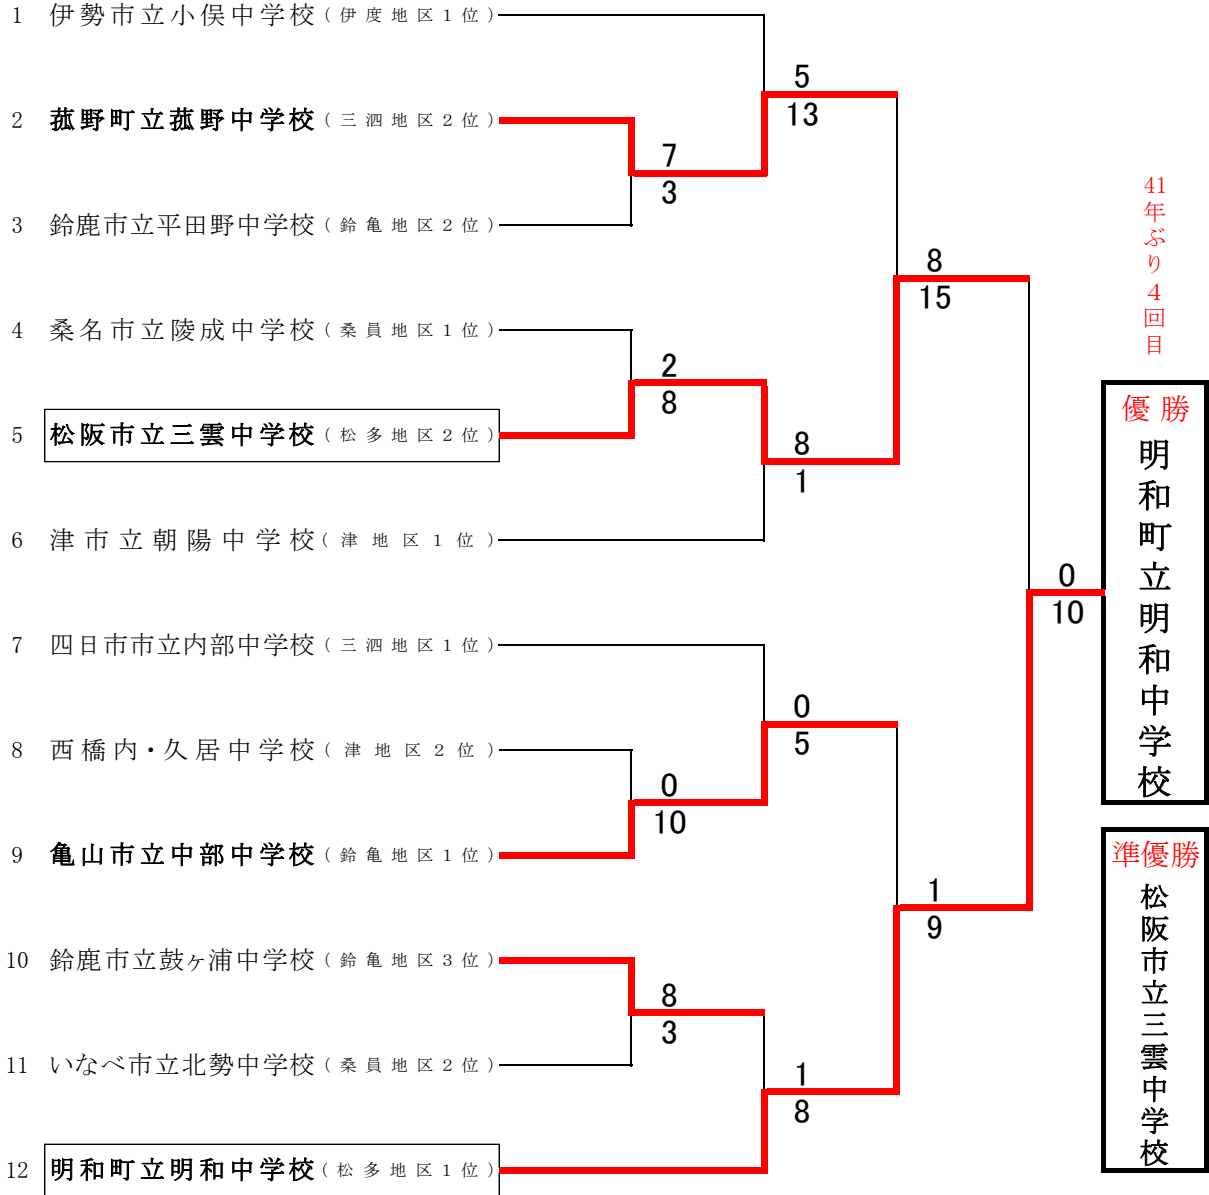 1 伊勢市立小俣中学校(伊度地区1位)
2 菰野町立菰野中学校(三泗地区2位)
3 鈴鹿市立平田野中学校(鈴亀地区2位)
4 桑名市立陵成中学校(桑員地区1位)
5 松阪市立三雲中学校(松多地区2位)
6 津市立朝陽中学校(津地区1位)
7 四日市市立内部中学校(三泗地区1位)
8 西橋内・久居中学校(津地区2位)
9 亀山市立中部中学校(鈴亀地区1位)
10 鈴鹿市立鼓ヶ浦中学校(鈴亀地区3位)
11 いなべ市立北勢中学校(桑員地区2位)
12 明和町立明和中学校(松多地区1位)
7
3
2
8
0
10
8
3
5
13
8
1
0
5
1
8
8
15
1
9
0
10
41年ぶり4回目
優勝
明和町立明和中学校
準優勝
松阪市立三雲中学校